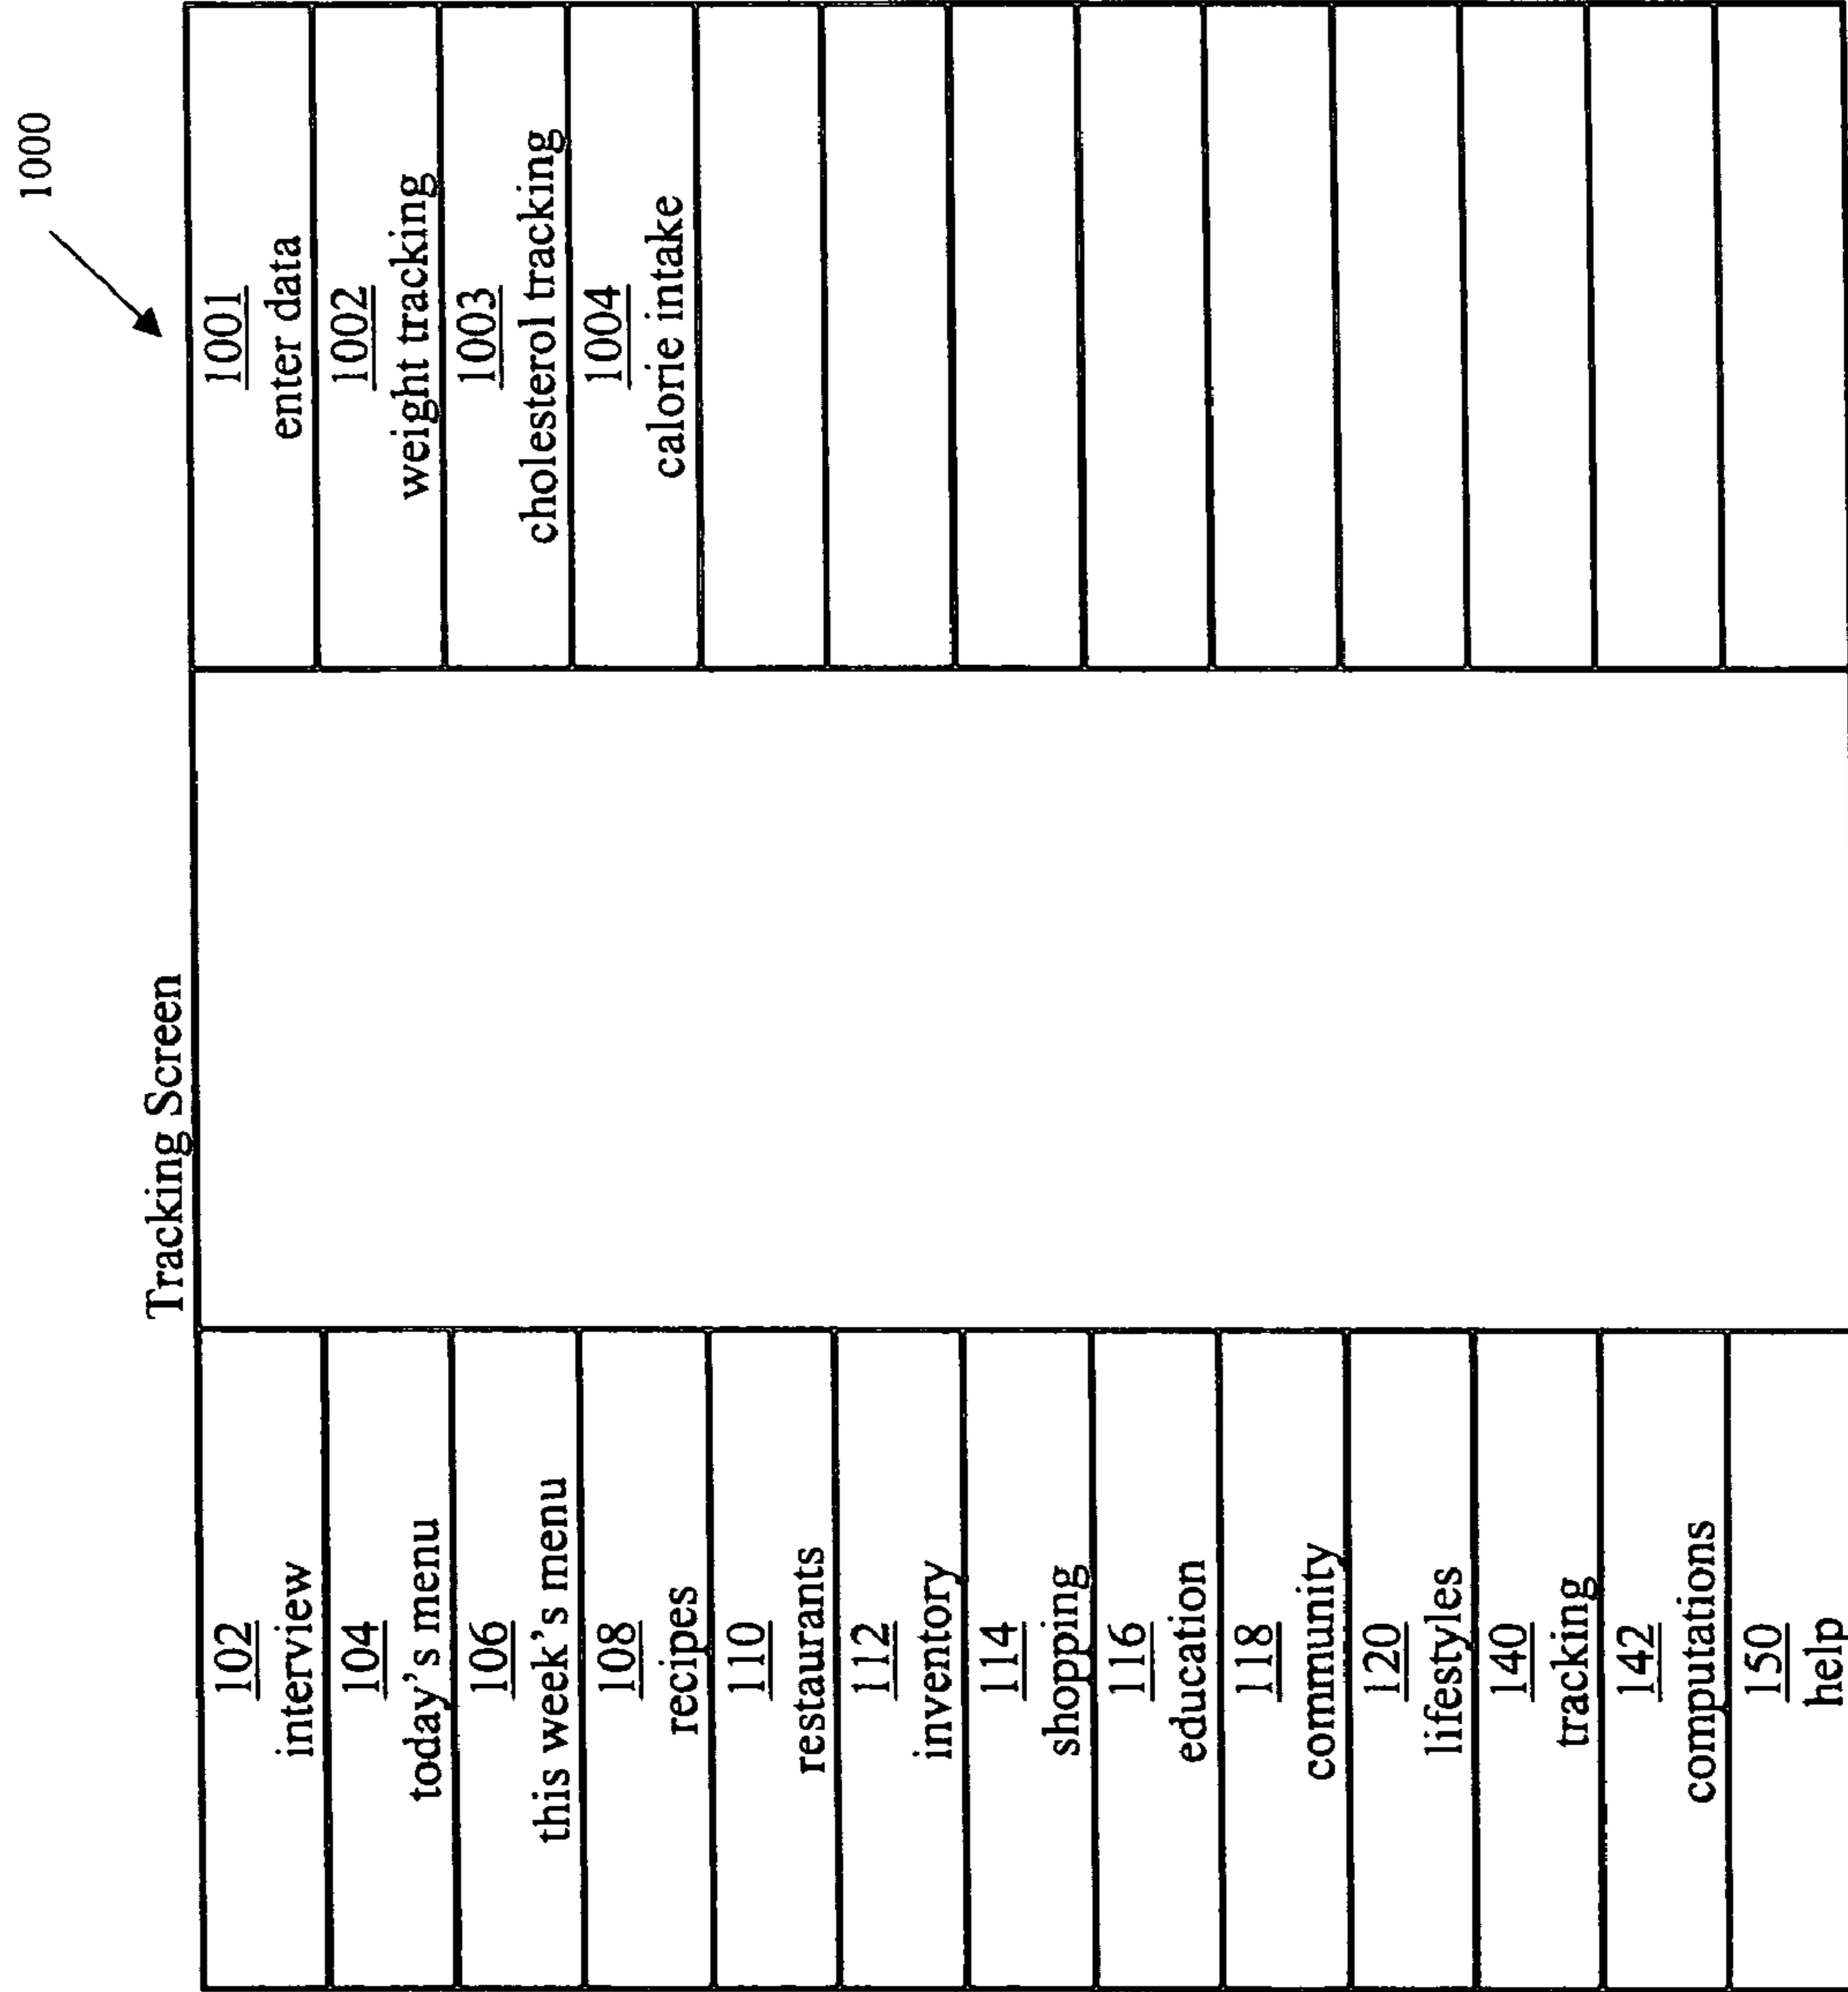 1000
Tracking Screen
102
interview
104
today's menu
106
this week's menu
108
recipes
110
restaurants
112
inventory
114
shopping
116
education
118
community
120
lifestyles
140
tracking
142
computations
150
help
1001
enter data
1002
weight tracking
1003
cholesterol tracking
1004
calorie intake